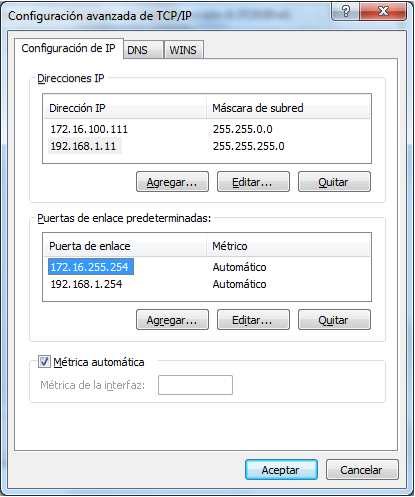 Configuración avanzada de TCP/IP
Configuración de IP DNS WINS
Direcciones IP
Dirección IP Máscara de subred
172.16.100.111 255.255.0.0
192.168.1.11 255.255.255.0
Agregar... Editar... Quitar
Puertas de enlace predeterminadas:
Puerta de enlace Métrico
172.16.255.254 Automático
192.168.1.254 Automático
Agregar... Editar... Quitar
Métrica automática
Métrica de la interfaz:
Aceptar Cancelar